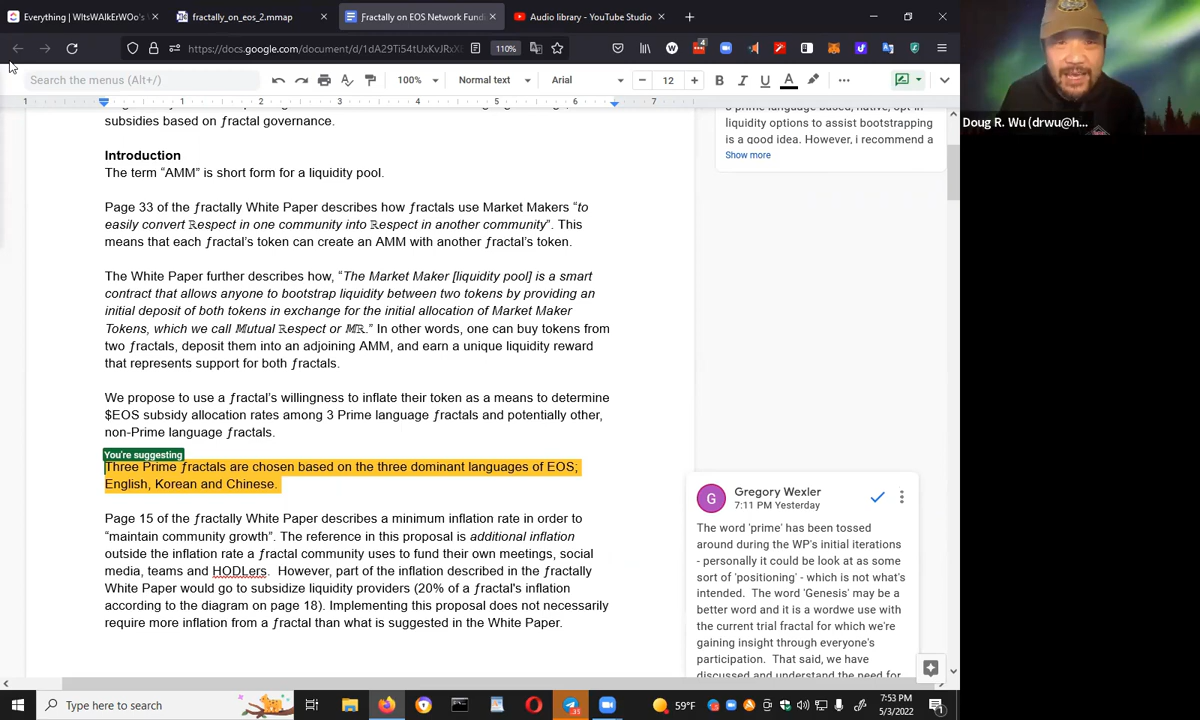 Everything | WItsWAlkErWOo's
fractally_on_eos_2.mmap
Fractally on EOS Network Fundi
Audio library - YouTube Studio
https://docs.google.com/document/d/1dA29Ti54tUxKvJRxX
110%
Search the menus (Alt+/)
100%
Normal text
Arial
12
B I U A
1 1 2 3 4 5 6 7
subsidies based on ƒractal governance.
Introduction
The term “AMM” is short form for a liquidity pool.
Page 33 of the ƒractally White Paper describes how ƒractals use Market Makers “to
easily convert ℝespect in one community into ℝespect in another community”. This
means that each ƒractal’s token can create an AMM with another ƒractal’s token.
The White Paper further describes how, “The Market Maker [liquidity pool] is a smart
contract that allows anyone to bootstrap liquidity between two tokens by providing an
initial deposit of both tokens in exchange for the initial allocation of Market Maker
Tokens, which we call 𝕄utual ℝespect or 𝕄ℝ.” In other words, one can buy tokens from
two ƒractals, deposit them into an adjoining AMM, and earn a unique liquidity reward
that represents support for both ƒractals.
We propose to use a ƒractal’s willingness to inflate their token as a means to determine
$EOS subsidy allocation rates among 3 Prime language ƒractals and potentially other,
non-Prime language ƒractals.
You're suggesting
Three Prime ƒractals are chosen based on the three dominant languages of EOS;
English, Korean and Chinese.
Page 15 of the ƒractally White Paper describes a minimum inflation rate in order to
“maintain community growth”. The reference in this proposal is additional inflation
outside the inflation rate a ƒractal community uses to fund their own meetings, social
media, teams and HODLers. However, part of the inflation described in the ƒractally
White Paper would go to subsidize liquidity providers (20% of a ƒractal's inflation
according to the diagram on page 18). Implementing this proposal does not necessarily
require more inflation from a ƒractal than what is suggested in the White Paper.
3 prime language based, native, opt in
liquidity options to assist bootstrapping
is a good idea. However, i recommend a
Show more
G
Gregory Wexler
7:11 PM Yesterday
The word 'prime' has been tossed
around during the WP's initial iterations
- personally it could be look at as some
sort of 'positioning' - which is not what's
intended. The word 'Genesis' may be a
better word and it is a wordwe use with
the current trial fractal for which we're
gaining insight through everyone's
participation. That said, we have
discussed and understand the need for
Doug R. Wu (drwu@h...
Type here to search
59°F
7:53 PM
5/3/2022